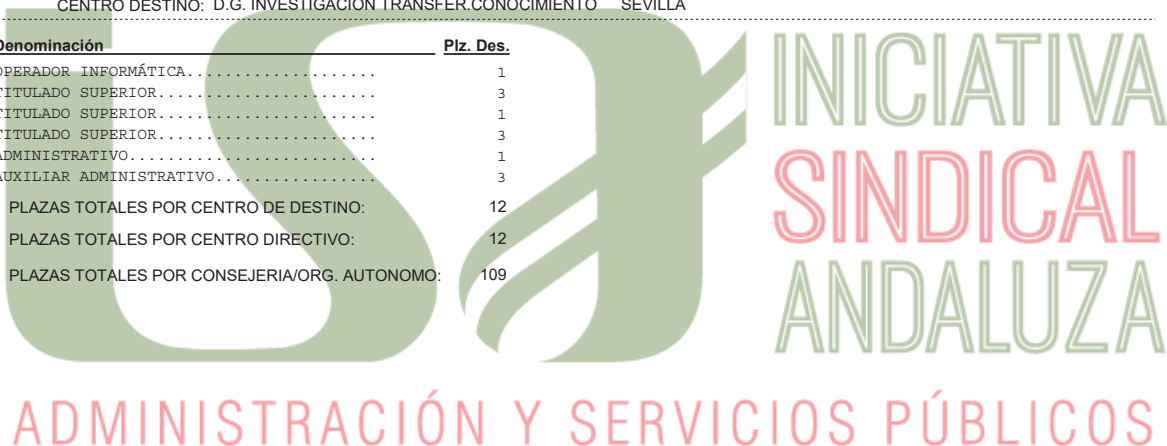 CENTRO DESTINO: D.G. INVESTIGACIÓN TRANSFER.CONOCIMIENTO SEVILLA
Denominación Plz. Des.
OPERADOR INFORMÁTICA.................... 1
TITULADO SUPERIOR....................... 3
TITULADO SUPERIOR....................... 1
TITULADO SUPERIOR....................... 3
ADMINISTRATIVO.......................... 1
AUXILIAR ADMINISTRATIVO................. 3
PLAZAS TOTALES POR CENTRO DE DESTINO: 12
PLAZAS TOTALES POR CENTRO DIRECTIVO: 12
PLAZAS TOTALES POR CONSEJERIA/ORG. AUTONOMO: 109
isa
INICIATIVA
SINDICAL
ANDALUZA
ADMINISTRACIÓN Y SERVICIOS PÚBLICOS